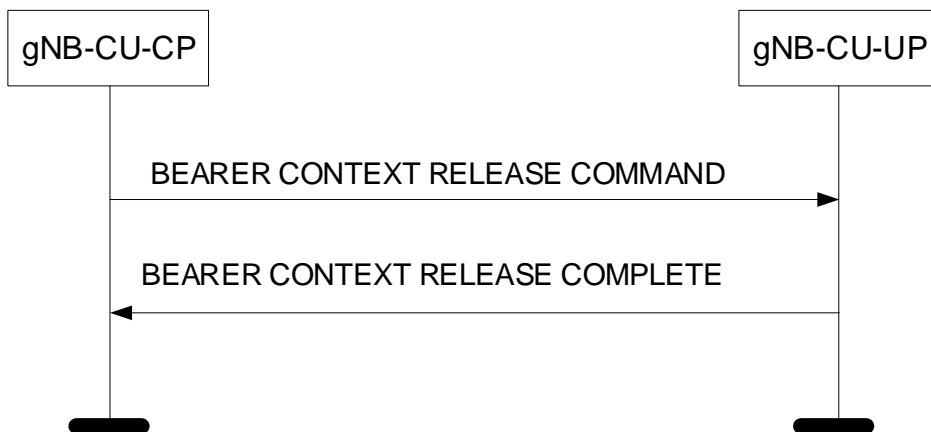 gNB-CU-CP
gNB-CU-UP
BEARER CONTEXT RELEASE COMMAND
BEARER CONTEXT RELEASE COMPLETE